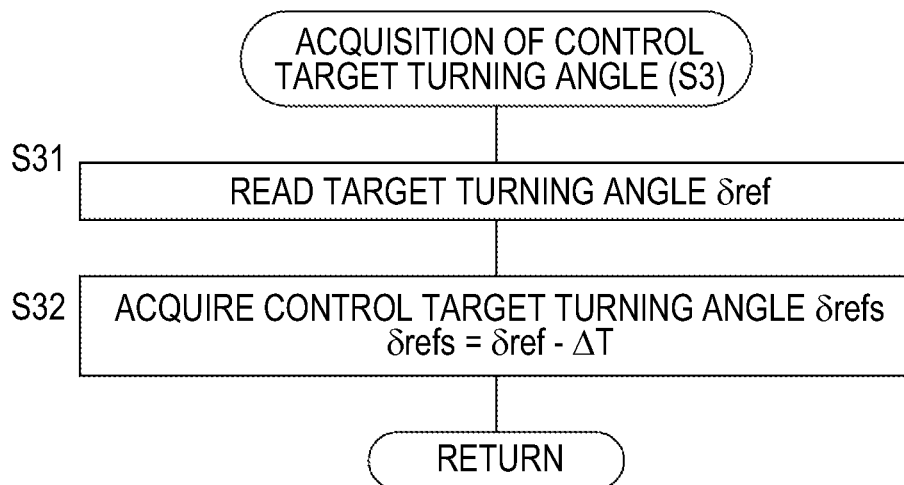 ACQUISITION OF CONTROL
TARGET TURNING ANGLE (S3)
S31
READ TARGET TURNING ANGLE δref
S32
ACQUIRE CONTROL TARGET TURNING ANGLE δrefs
δrefs = δref - ΔT
RETURN